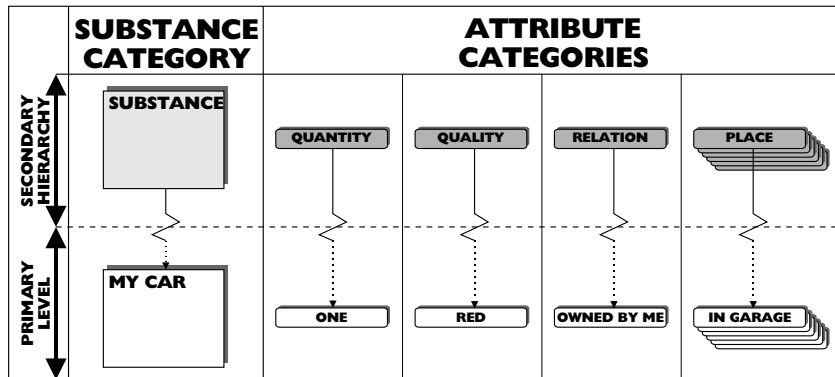 SUBSTANCE
CATEGORY
ATTRIBUTE
CATEGORIES
SECONDARY
HIERARCHY
SUBSTANCE
QUANTITY
QUALITY
RELATION
PLACE
PRIMARY
LEVEL
MY CAR
ONE
RED
OWNED BY ME
IN GARAGE